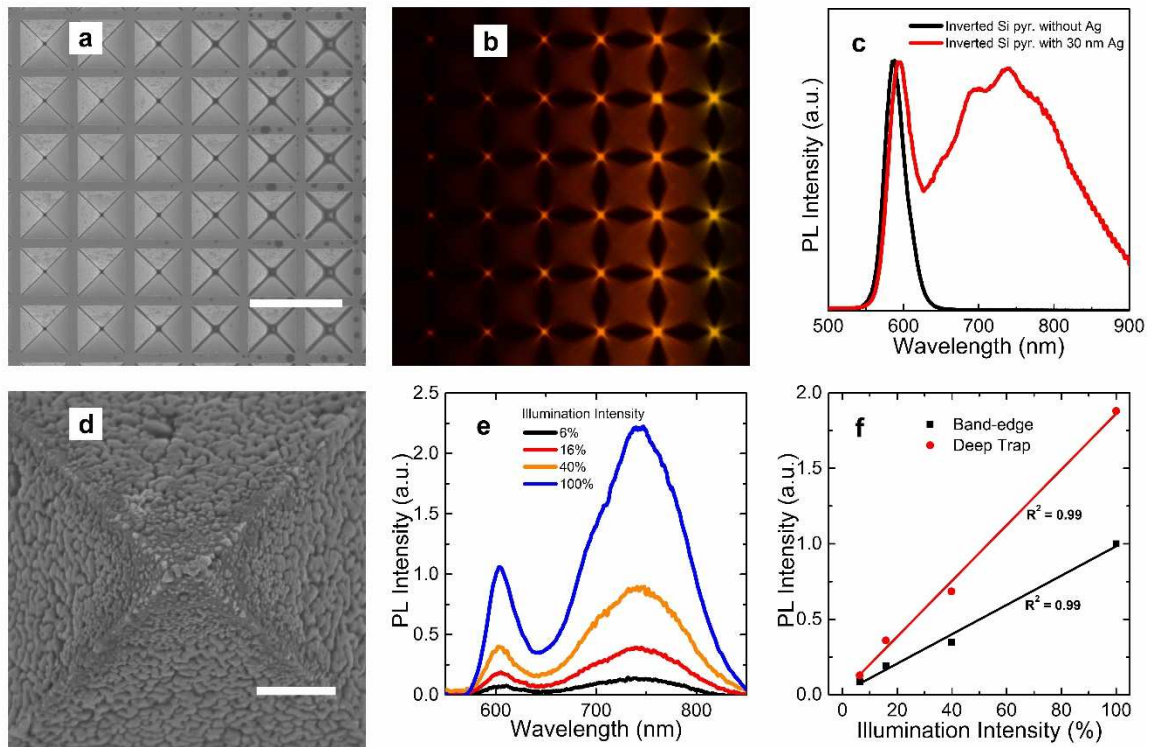 a
b
c
Inverted Si pyr. without Ag
Inverted Si pyr. with 30 nm Ag
PL Intensity (a.u.)
500 600 700 800 900
Wavelength (nm)
d
e
Illumination Intensity
6%
16%
40%
100%
2.5
2.0
1.5
1.0
0.5
0.0
PL Intensity (a.u.)
600 700 800
Wavelength (nm)
f
Band-edge
Deep Trap
2.0
1.5
1.0
0.5
0.0
PL Intensity (a.u.)
R² = 0.99
R² = 0.99
0 20 40 60 80 100
Illumination Intensity (%)